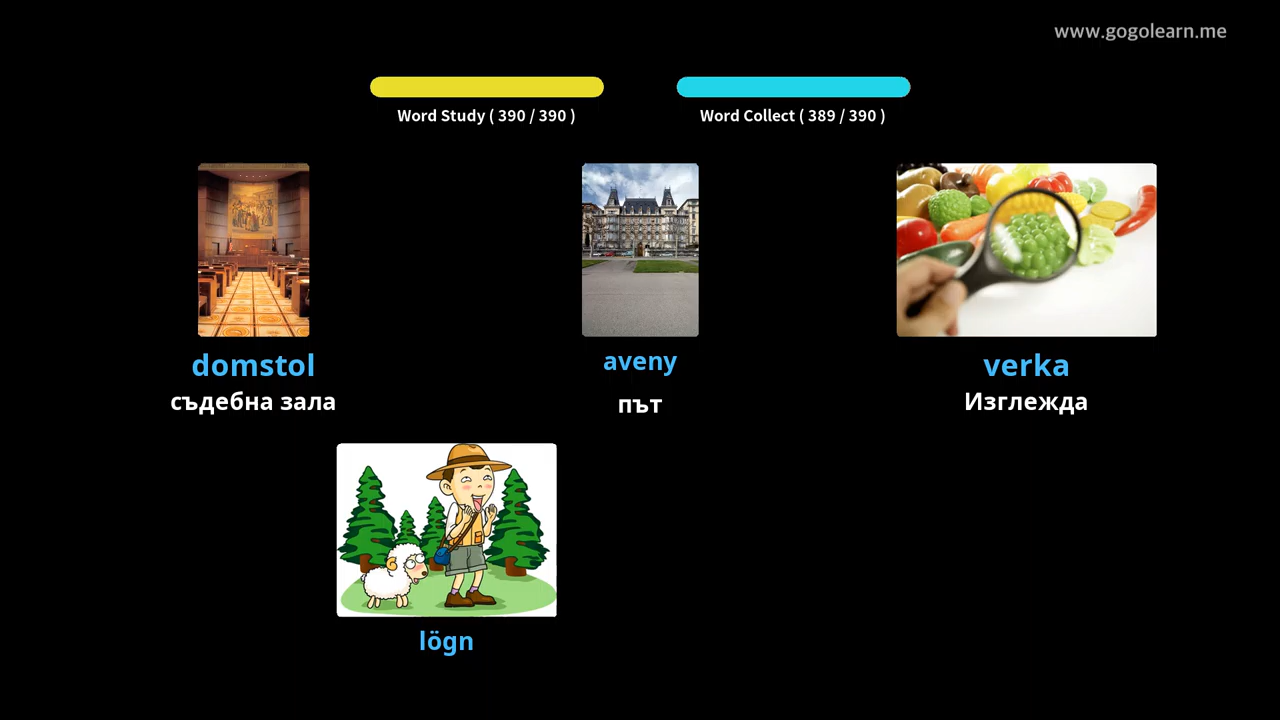 www.gogolearn.me
Word Study ( 390 / 390 )
Word Collect ( 389 / 390 )
domstol
съдебна зала
aveny
път
verka
Изглежда
lögn